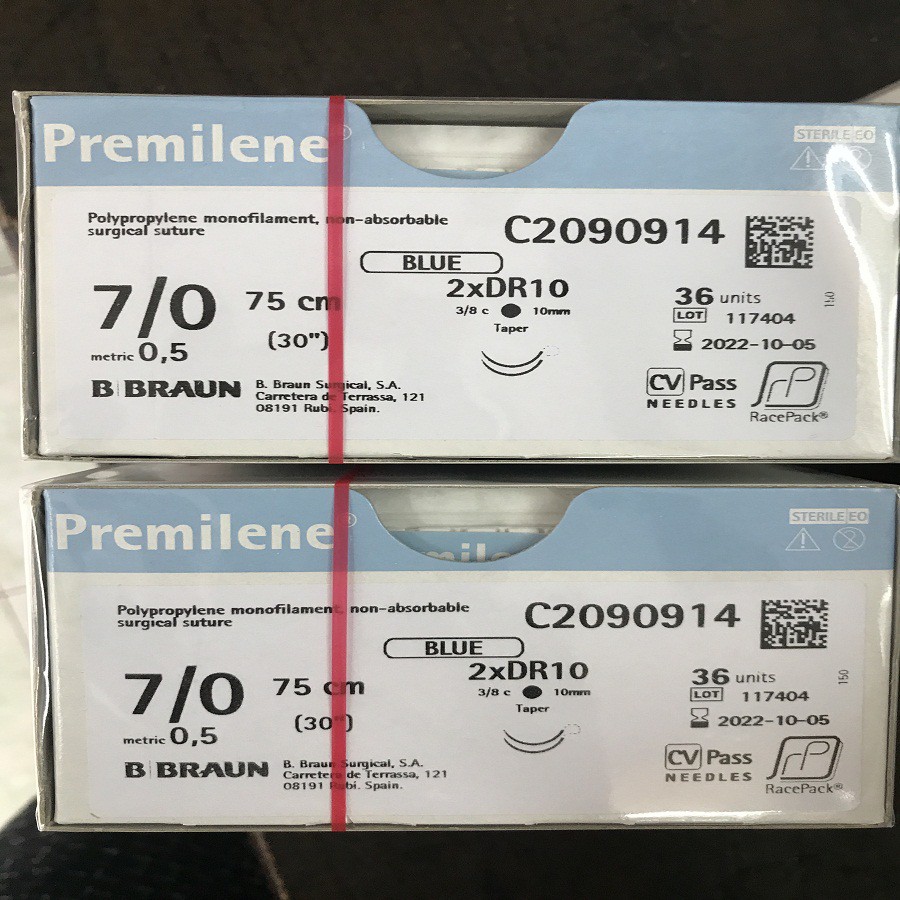 Premilene®
STERILE EO
Polypropylene monofilament, non-absorbable
surgical suture
C2090914
BLUE
7/0 75 cm
(30")
metric 0,5
2xDR10
3/8 c 10mm
Taper
36 units
LOT 117404
2022-10-05
150
B BRAUN
B. Braun Surgical, S.A.
Carretera de Terrassa, 121
08191 Rubi. Spain.
CV Pass
NEEDLES
rP
RacePack®
Premilene®
STERILE EO
Polypropylene monofilament, non-absorbable
surgical suture
C2090914
BLUE
7/0 75 cm
(30")
metric 0,5
2xDR10
3/8 c 10mm
Taper
36 units
LOT 117404
2022-10-05
150
B BRAUN
B. Braun Surgical, S.A.
Carretera de Terrassa, 121
08191 Rubi. Spain.
CV Pass
NEEDLES
rP
RacePack®